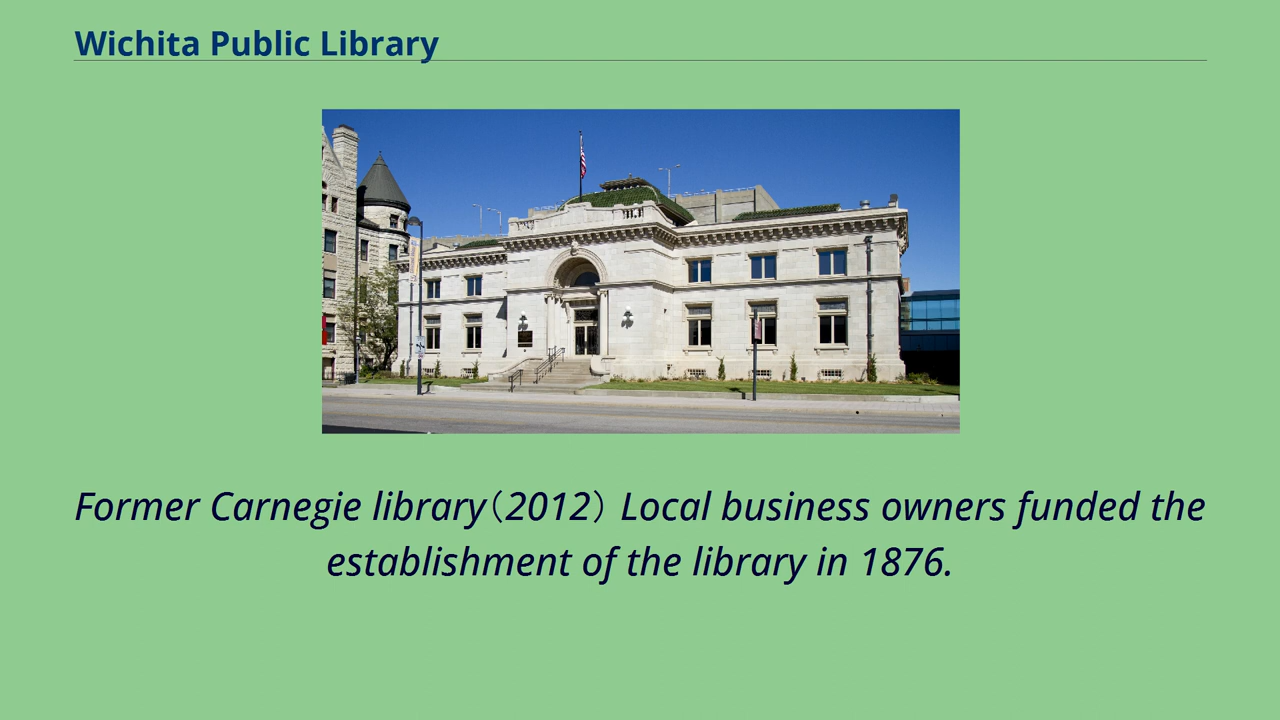 Wichita Public Library
Former Carnegie library（2012） Local business owners funded the
establishment of the library in 1876.